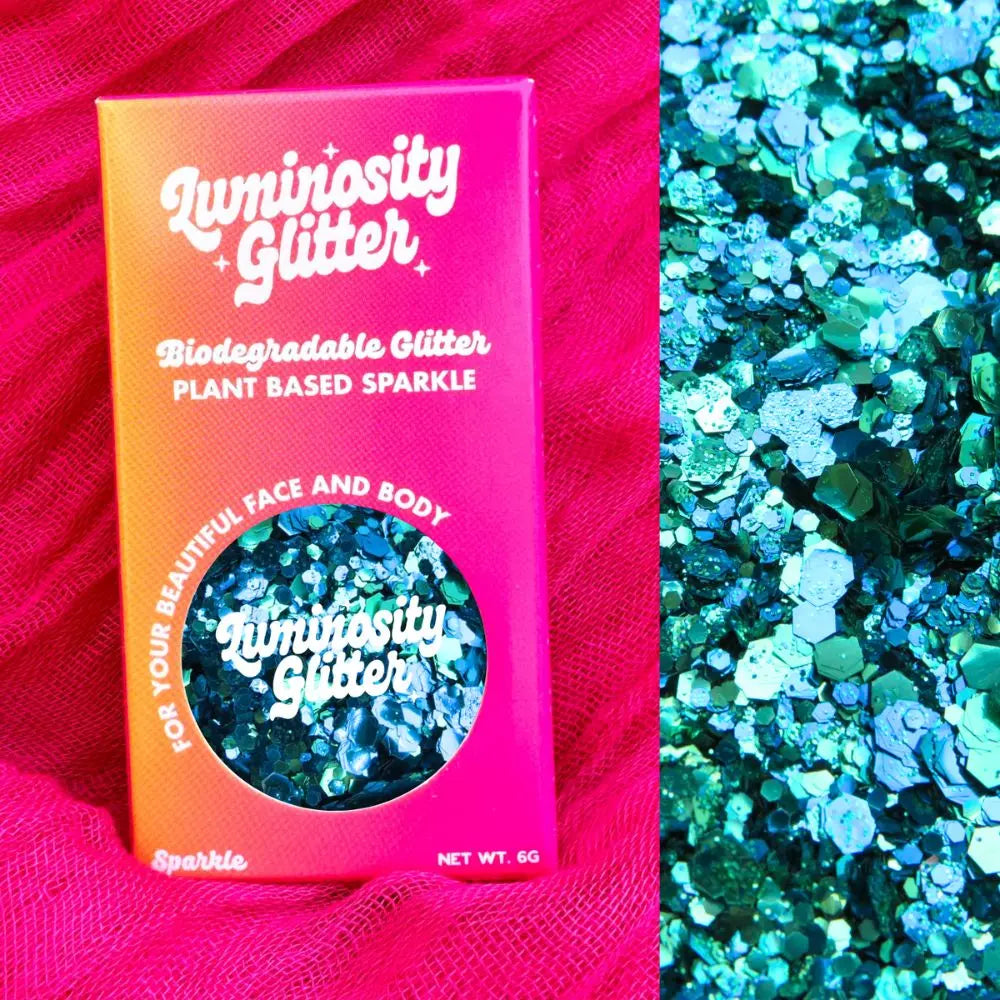 Luminosity
Glitter
Biodegradable Glitter
PLANT BASED SPARKLE
FOR YOUR BEAUTIFUL FACE AND BODY
Luminosity
Glitter
Sparkle
NET WT. 6G